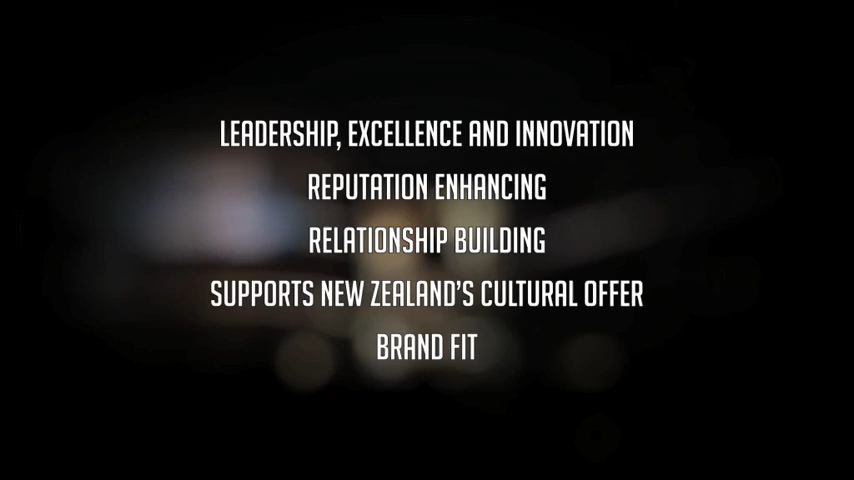 LEADERSHIP, EXCELLENCE AND INNOVATION
REPUTATION ENHANCING
RELATIONSHIP BUILDING
SUPPORTS NEW ZEALAND'S CULTURAL OFFER
BRAND FIT